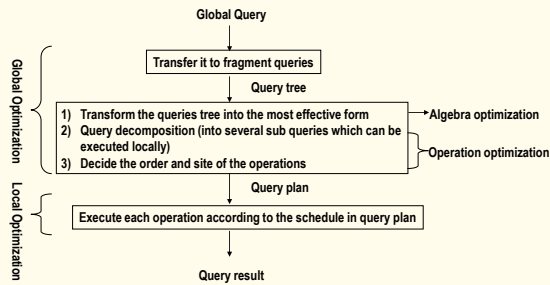 Global Query
Transfer it to fragment queries
Query tree
Global Optimization
1) Transform the queries tree into the most effective form
2) Query decomposition (into several sub queries which can be
executed locally)
3) Decide the order and site of the operations
Algebra optimization
Operation optimization
Query plan
Local Optimization
Execute each operation according to the schedule in query plan
Query result